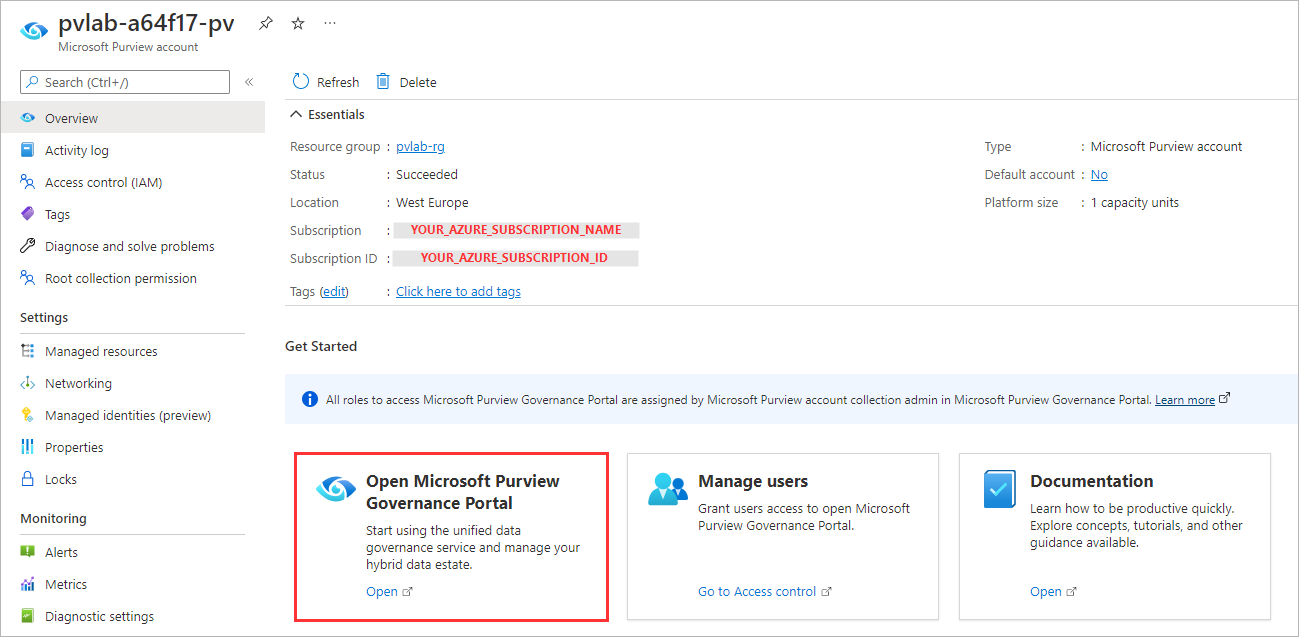 pvlab-a64f17-pv
Microsoft Purview account
Search (Ctrl+/)
«
Overview
Activity log
Access control (IAM)
Tags
Diagnose and solve problems
Root collection permission
Settings
Managed resources
Networking
Managed identities (preview)
Properties
Locks
Monitoring
Alerts
Metrics
Diagnostic settings
Refresh
Delete
Essentials
Resource group : pvlab-rg
Status : Succeeded
Location : West Europe
Subscription : YOUR_AZURE_SUBSCRIPTION_NAME
Subscription ID : YOUR_AZURE_SUBSCRIPTION_ID
Tags (edit) : Click here to add tags
Type : Microsoft Purview account
Default account : No
Platform size : 1 capacity units
Get Started
All roles to access Microsoft Purview Governance Portal are assigned by Microsoft Purview account collection admin in Microsoft Purview Governance Portal. Learn more
Open Microsoft Purview
Governance Portal
Start using the unified data
governance service and manage your
hybrid data estate.
Open
Manage users
Grant users access to open Microsoft
Purview Governance Portal.
Go to Access control
Documentation
Learn how to be productive quickly.
Explore concepts, tutorials, and other
guidance available.
Open